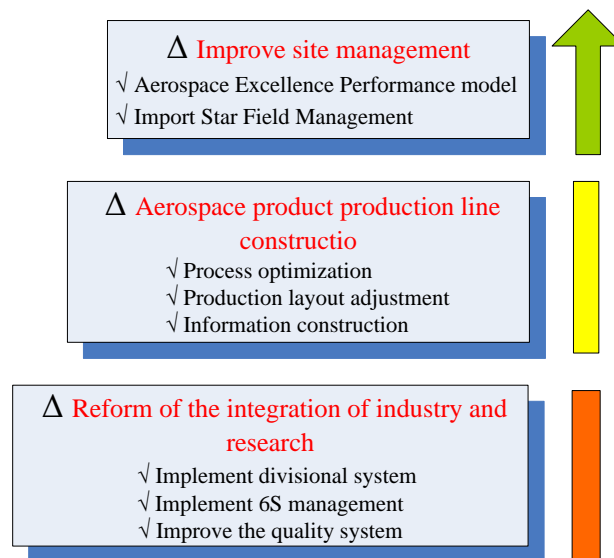 Δ Improve site management
√ Aerospace Excellence Performance model
√ Import Star Field Management
Δ Aerospace product production line
constructio
√ Process optimization
√ Production layout adjustment
√ Information construction
Δ Reform of the integration of industry and
research
√ Implement divisional system
√ Implement 6S management
√ Improve the quality system